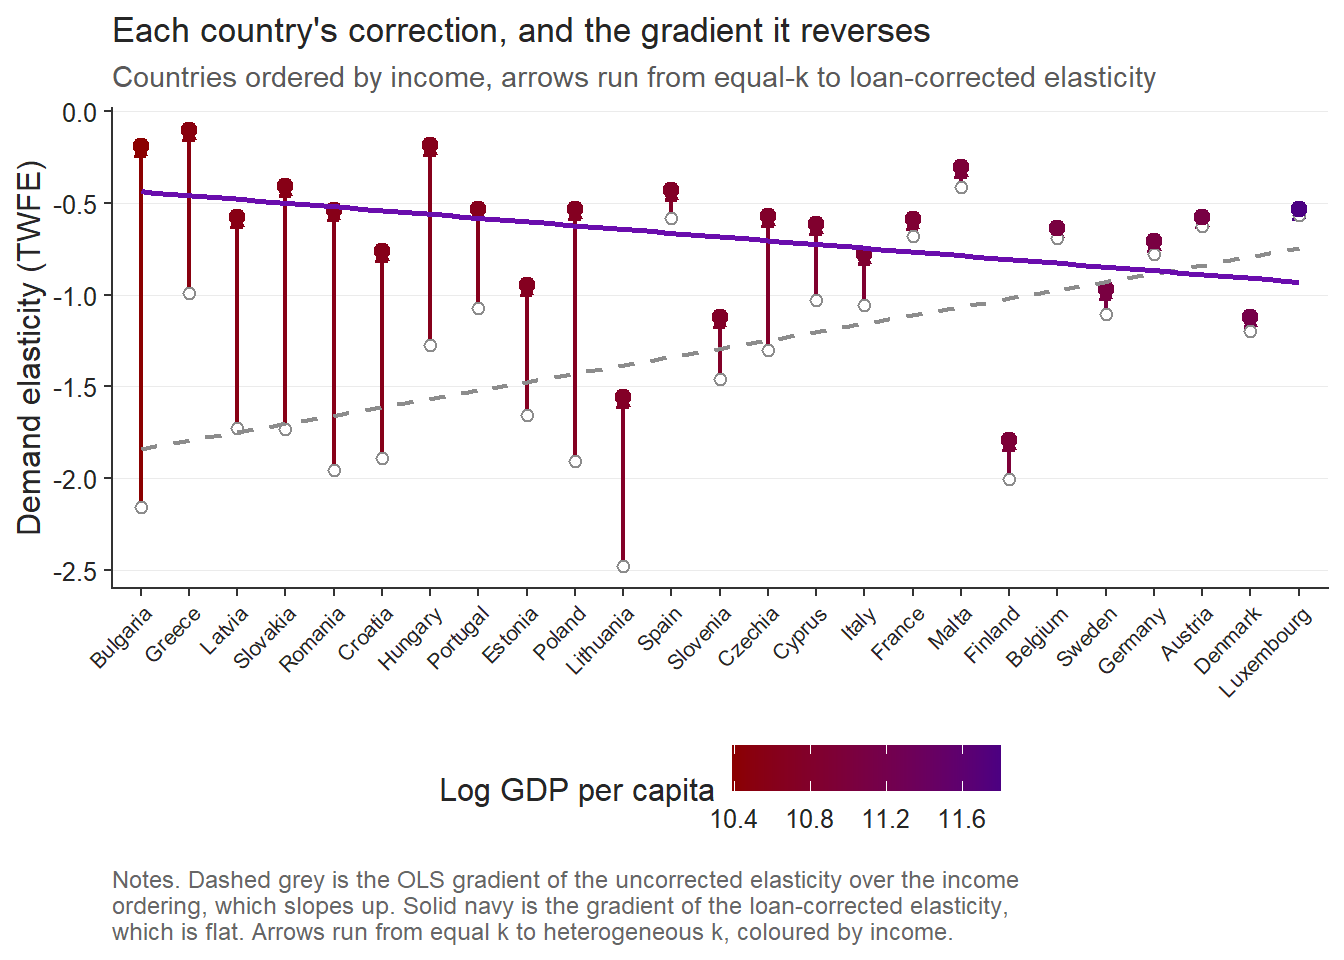 Each country's correction, and the gradient it reverses
Countries ordered by income, arrows run from equal-k to loan-corrected elasticity
Demand elasticity (TWFE)
0.0
-0.5
-1.0
-1.5
-2.0
-2.5
Bulgaria
Greece
Latvia
Slovakia
Romania
Croatia
Hungary
Portugal
Estonia
Poland
Lithuania
Spain
Slovenia
Czechia
Cyprus
Italy
France
Malta
Finland
Belgium
Sweden
Germany
Austria
Denmark
Luxembourg
Log GDP per capita
10.4 10.8 11.2 11.6
Notes. Dashed grey is the OLS gradient of the uncorrected elasticity over the income
ordering, which slopes up. Solid navy is the gradient of the loan-corrected elasticity,
which is flat. Arrows run from equal k to heterogeneous k, coloured by income.